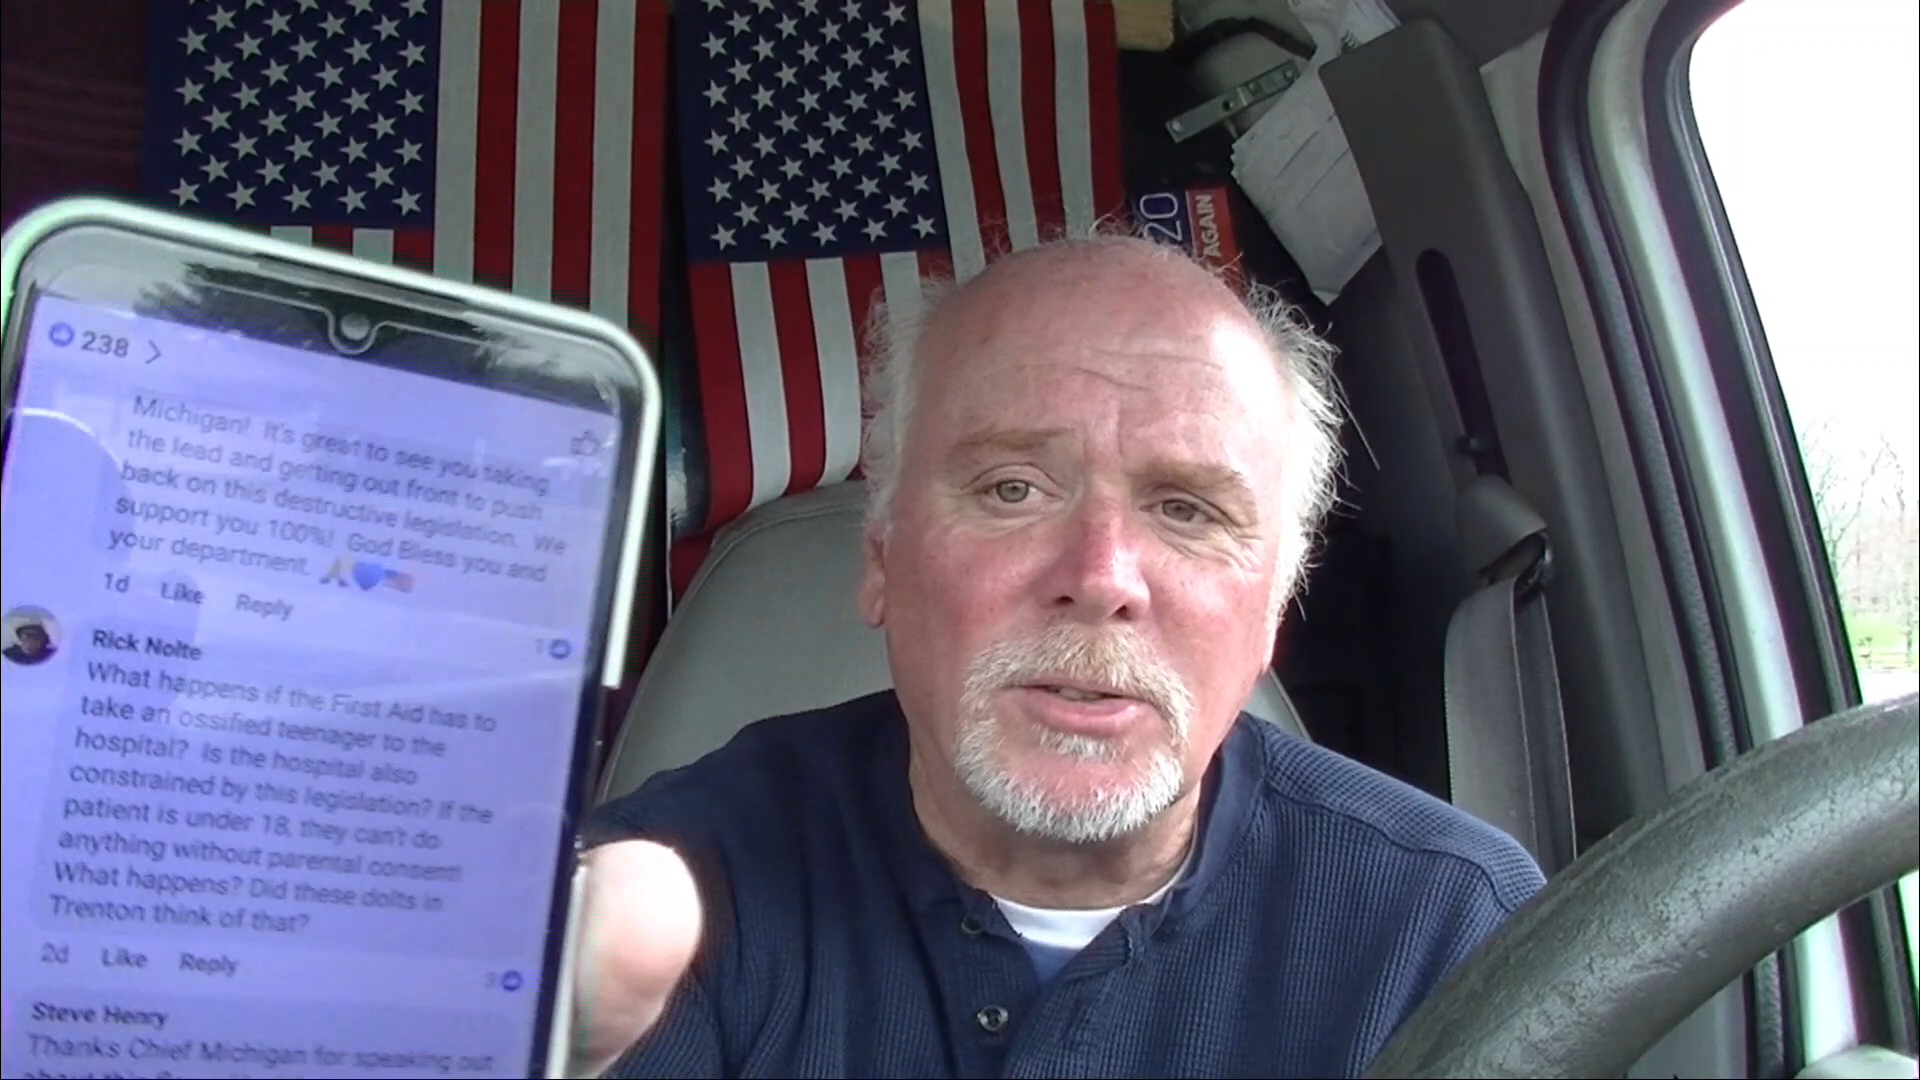 20
AGAIN
238 >
Michigan! It's great to see you taking
the lead and getting out front to push
back on this destructive legislation. We
support you 100%! God Bless you and
your department. 🙏💙🇺🇸
1d Like Reply
1
Rick Nolte
What happens if the First Aid has to
take an ossified teenager to the
hospital? Is the hospital also
constrained by this legislation? If the
patient is under 18, they can't do
anything without parental consent!
What happens? Did these dolts in
Trenton think of that?
2d Like Reply
3
Steve Henry
Thanks Chief Michigan for speaking out
about this